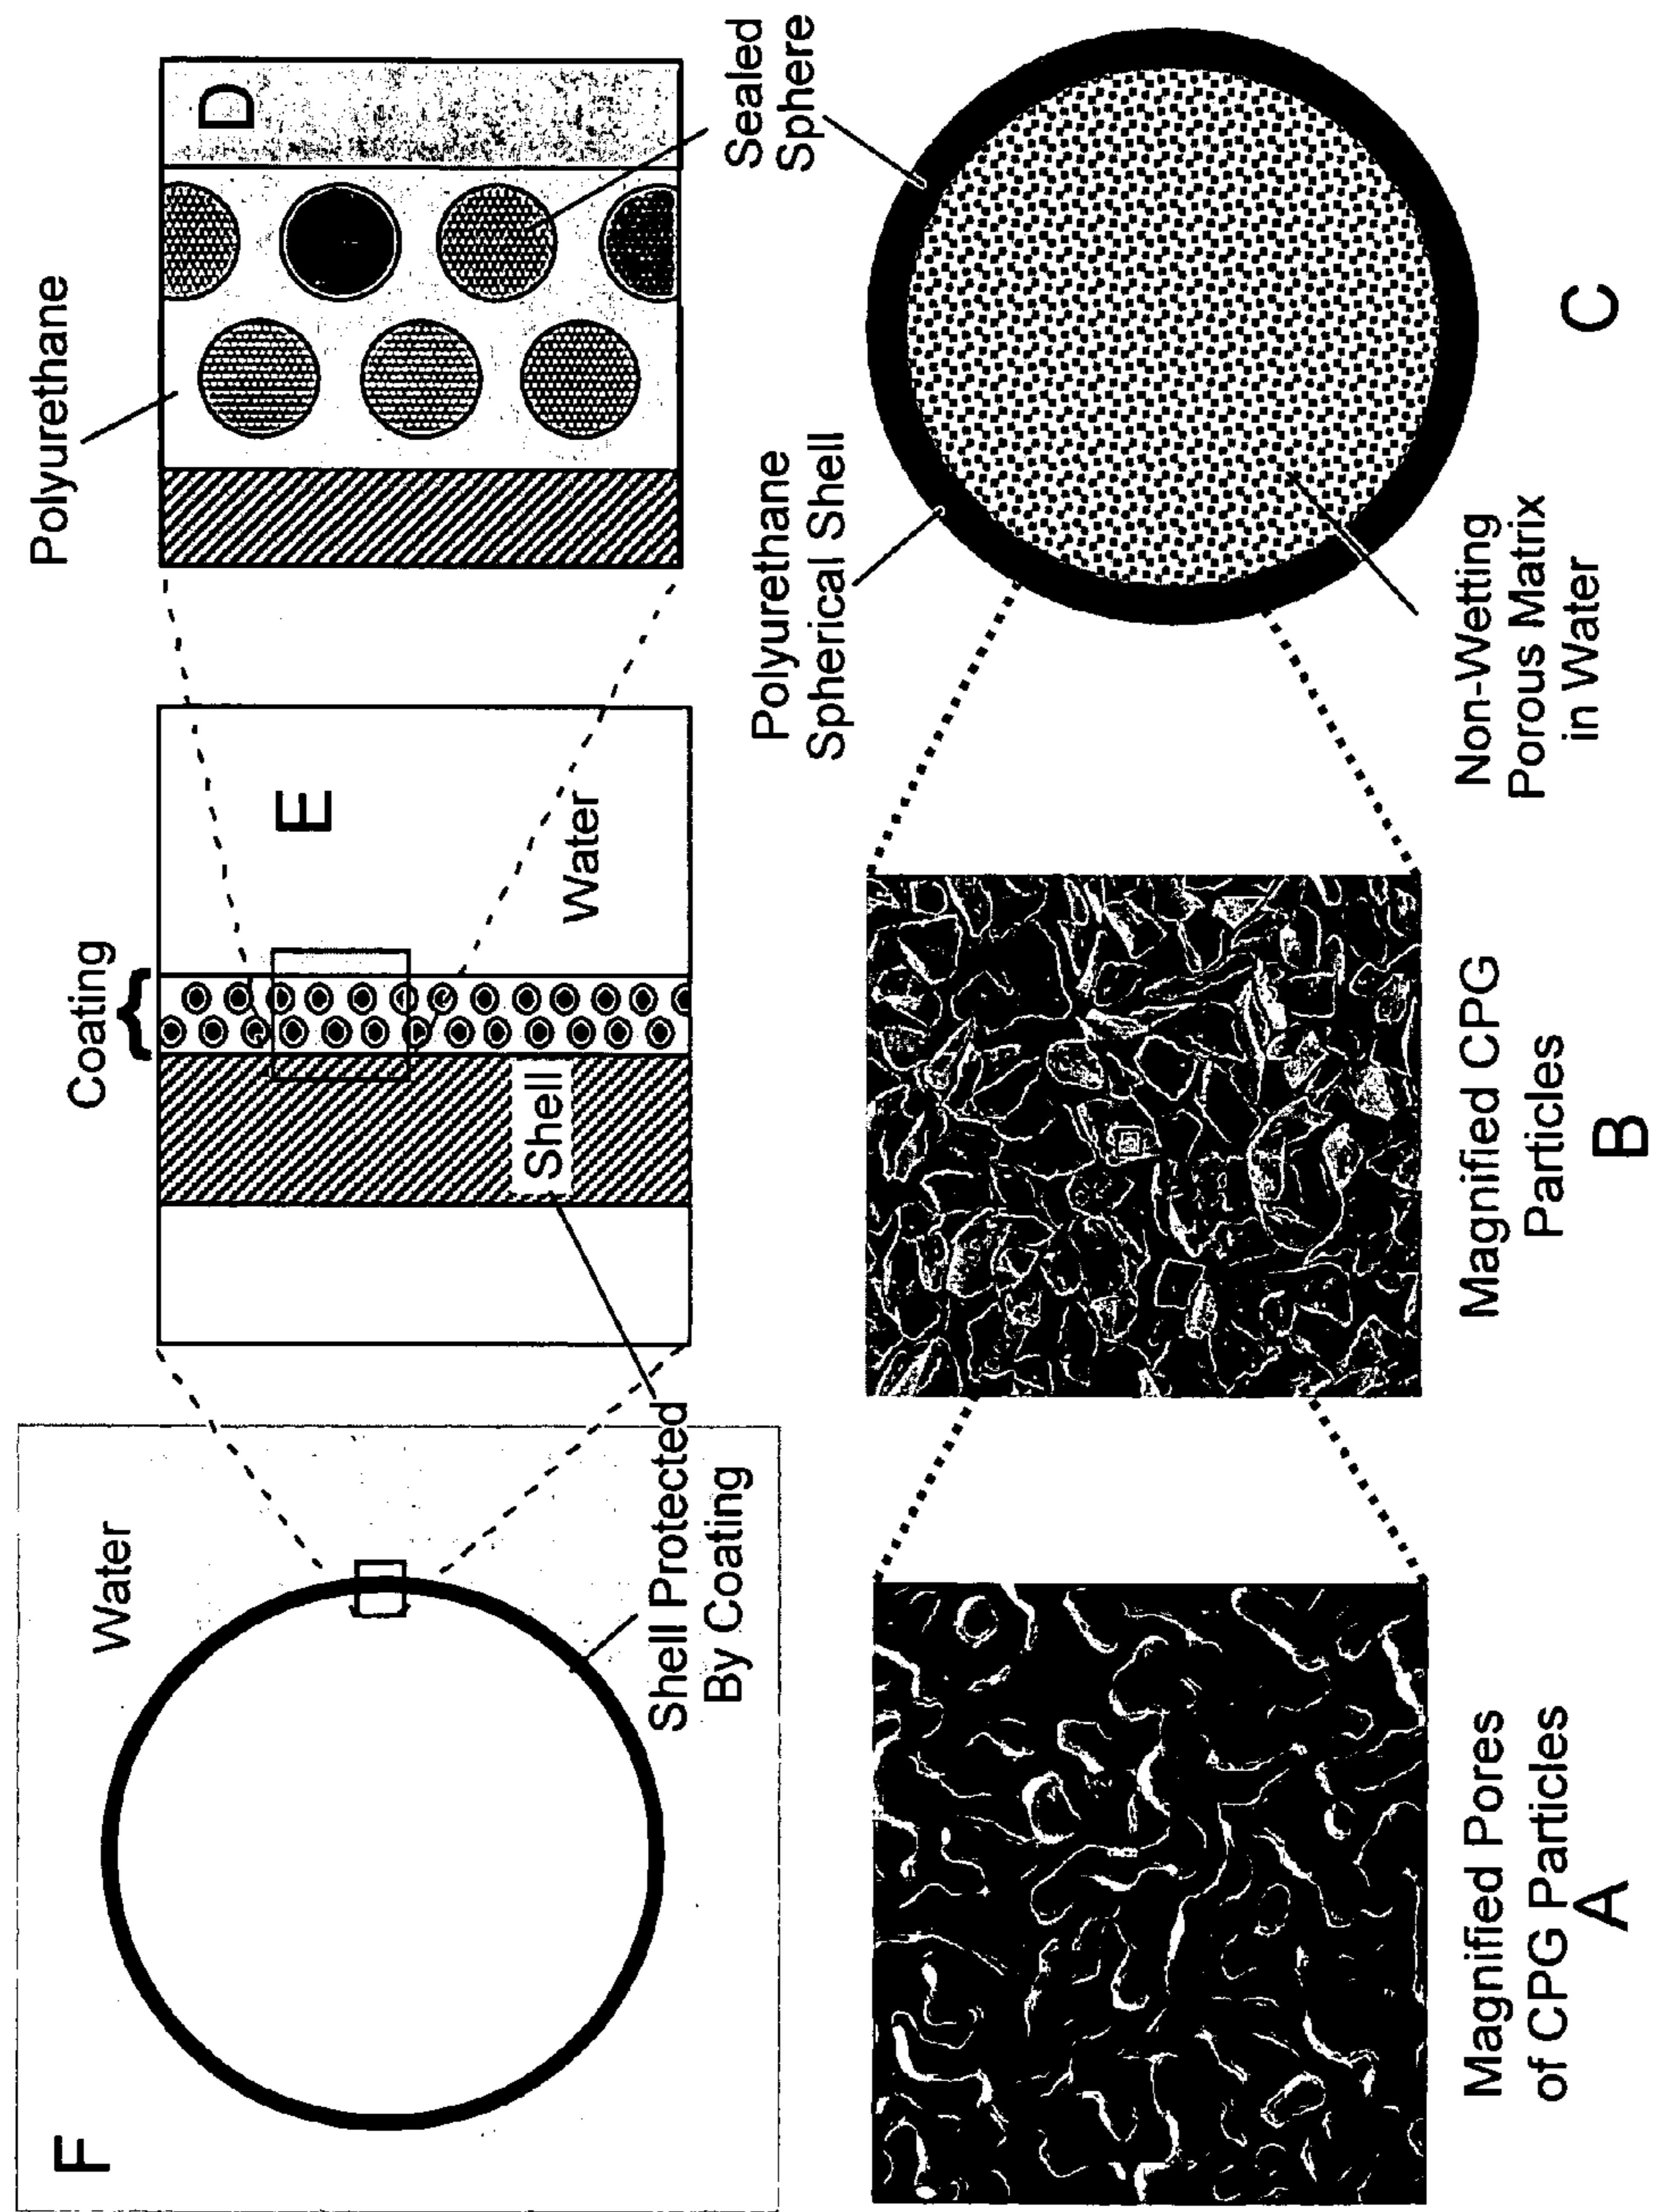 F
Water
Shell Protected
By Coating
Coating
Shell
E
Water
Polyurethane
D
Sealed
Sphere
Magnified Pores
of CPG Particles
A
Magnified CPG
Particles
B
Polyurethane
Spherical Shell
Non-Wetting
Porous Matrix
in Water
C